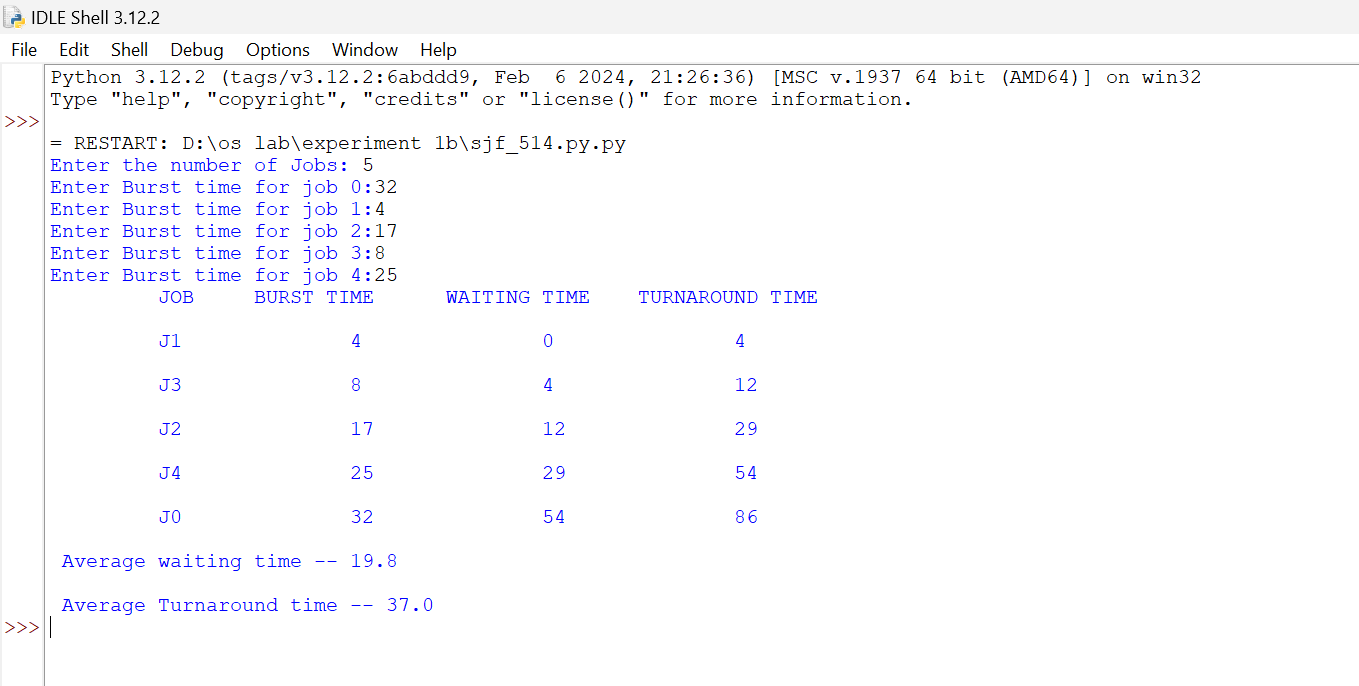 IDLE Shell 3.12.2
File Edit Shell Debug Options Window Help
Python 3.12.2 (tags/v3.12.2:6abddd9, Feb  6 2024, 21:26:36) [MSC v.1937 64 bit (AMD64)] on win32
Type "help", "copyright", "credits" or "license()" for more information.
>>>
= RESTART: D:\os lab\experiment 1b\sjf_514.py.py
Enter the number of Jobs: 5
Enter Burst time for job 0:32
Enter Burst time for job 1:4
Enter Burst time for job 2:17
Enter Burst time for job 3:8
Enter Burst time for job 4:25
JOB BURST TIME WAITING TIME TURNAROUND TIME
J1 4 0 4
J3 8 4 12
J2 17 12 29
J4 25 29 54
J0 32 54 86
Average waiting time -- 19.8
Average Turnaround time -- 37.0
>>>